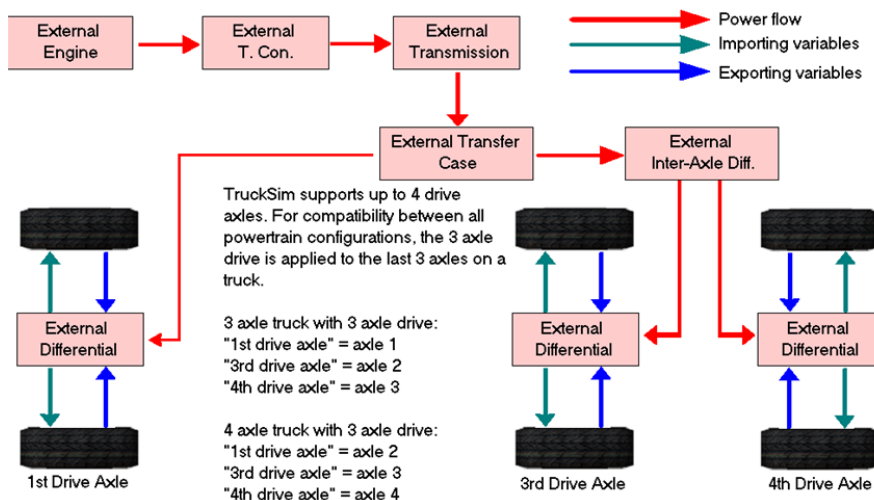 External
Engine
External
T. Con.
External
Transmission
Power flow
Importing variables
Exporting variables
External Transfer
Case
External
Inter-Axle Diff.
TruckSim supports up to 4 drive
axles. For compatibility between all
powertrain configurations, the 3 axle
drive is applied to the last 3 axles on a
truck.
3 axle truck with 3 axle drive:
"1st drive axle" = axle 1
"3rd drive axle" = axle 2
"4th drive axle" = axle 3
4 axle truck with 3 axle drive:
"1st drive axle" = axle 2
"3rd drive axle" = axle 3
"4th drive axle" = axle 4
External
Differential
External
Differential
External
Differential
1st Drive Axle
3rd Drive Axle
4th Drive Axle